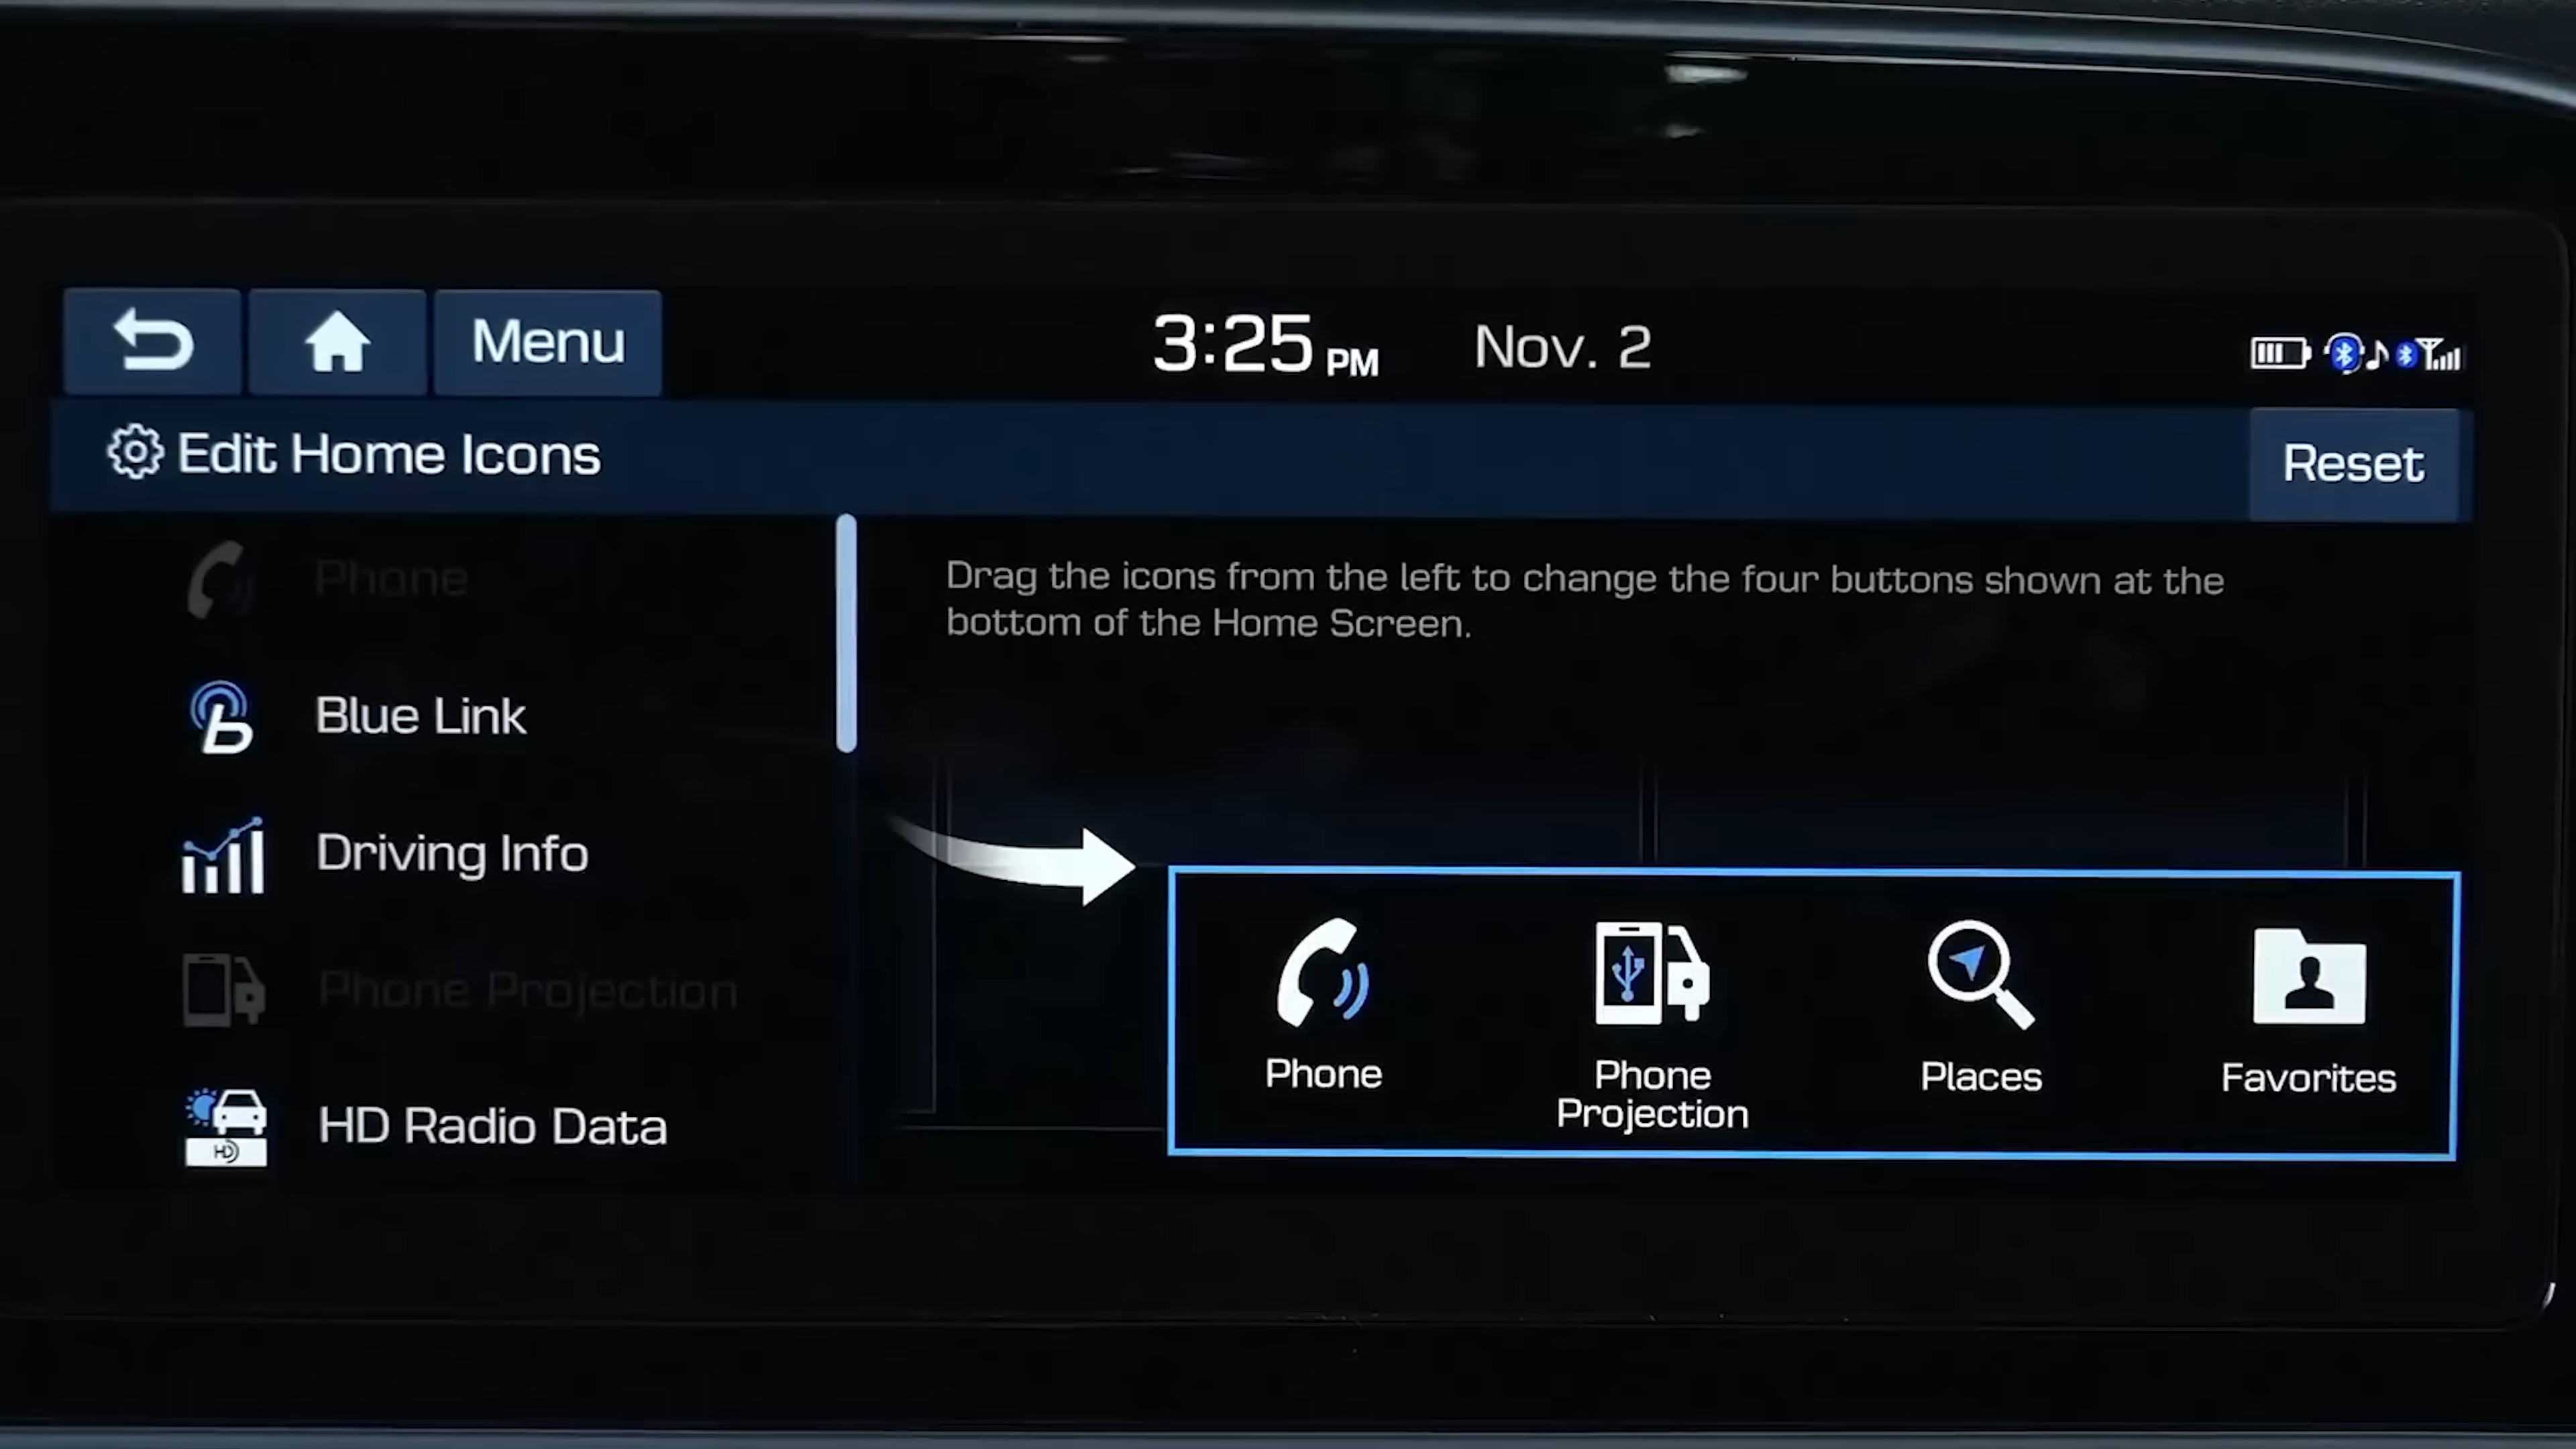 Menu
3:25 PM
Nov. 2
Edit Home Icons
Reset
Phone
Blue Link
Driving Info
Phone Projection
HD Radio Data
HD
Drag the icons from the left to change the four buttons shown at the
bottom of the Home Screen.
Phone
Phone
Projection
Places
Favorites